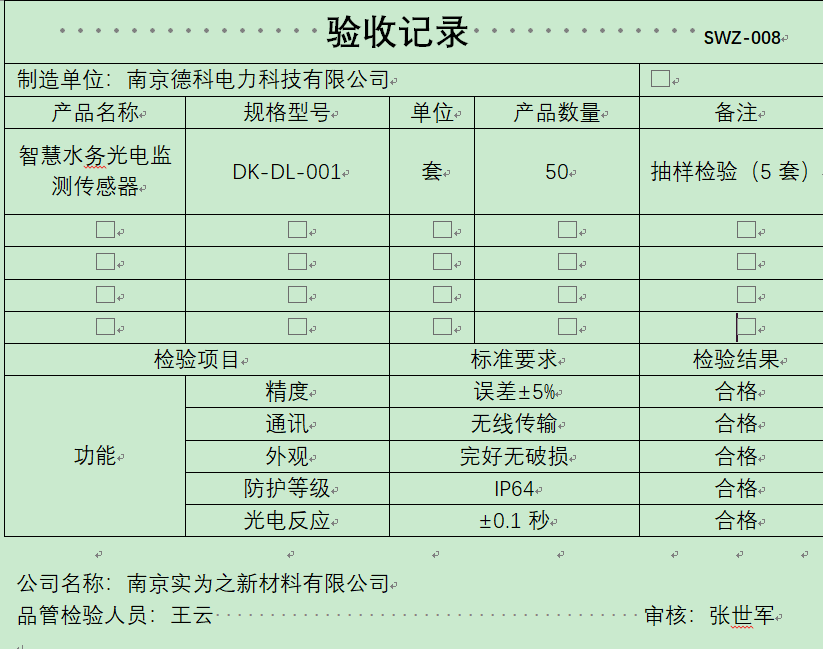 验收记录 SWZ-008
制造单位：南京德科电力科技有限公司
产品名称 规格型号 单位 产品数量 备注
智慧水务光电监
测传感器 DK-DL-001 套 50 抽样检验（5 套）
检验项目 标准要求 检验结果
功能 精度 误差±5% 合格
通讯 无线传输 合格
外观 完好无破损 合格
防护等级 IP64 合格
光电反应 ±0.1 秒 合格
公司名称：南京实为之新材料有限公司
品管检验人员：王云 审核：张世军